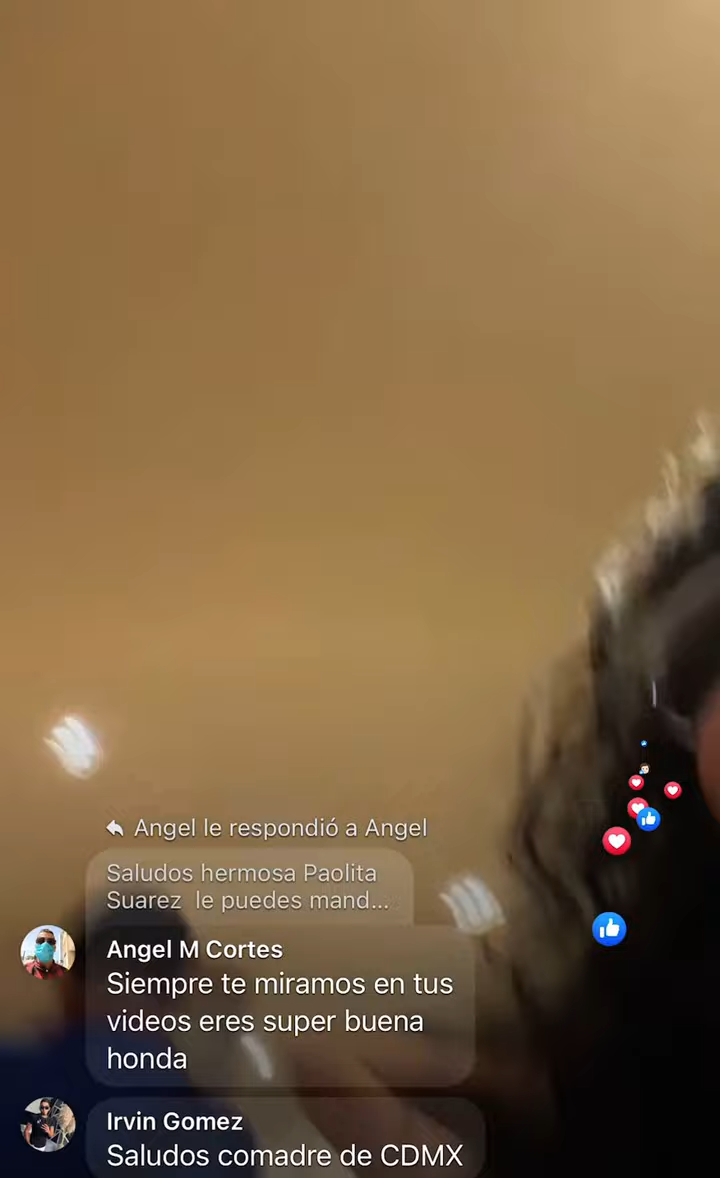 Angel le respondió a Angel
Saludos hermosa Paolita
Suarez le puedes mand...
Angel M Cortes
Siempre te miramos en tus
videos eres super buena
honda
Irvin Gomez
Saludos comadre de CDMX